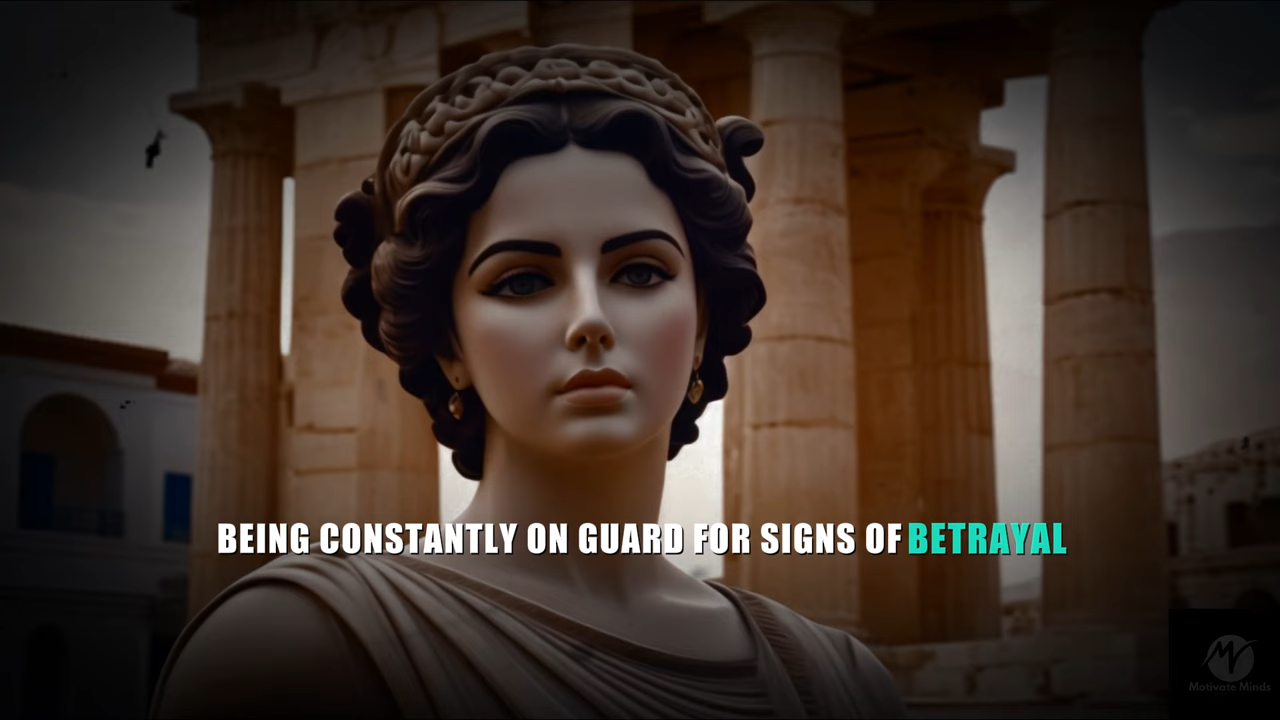 BEING CONSTANTLY ON GUARD FOR SIGNS OF BETRAYAL
Motivate Minds